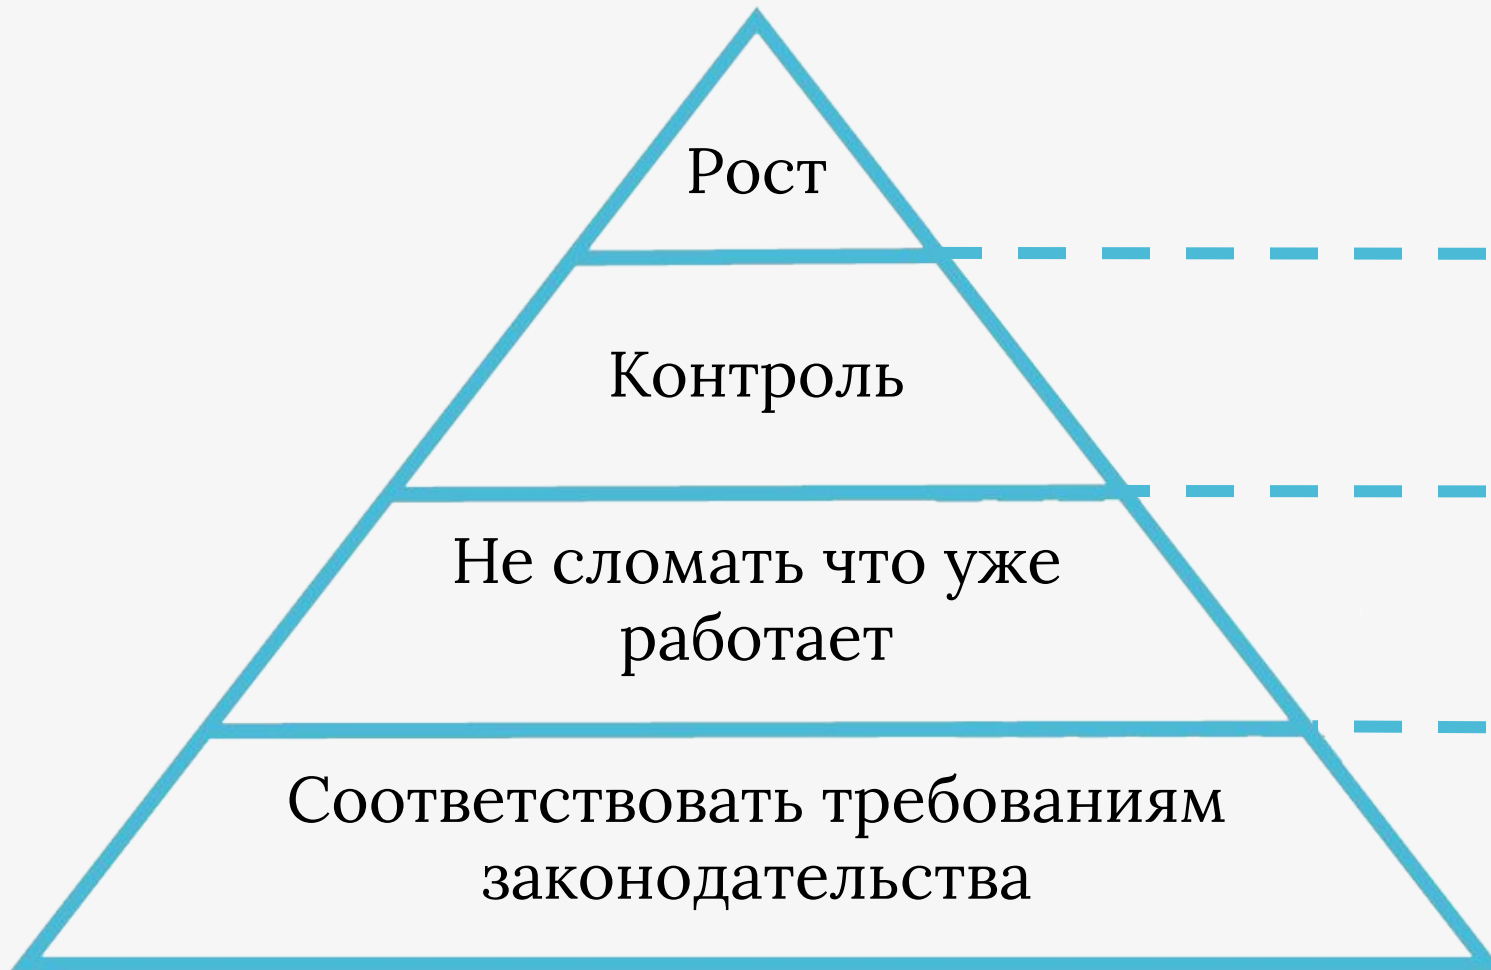 Рост
Контроль
Не сломать что уже
работает
Соответствовать требованиям
законодательства